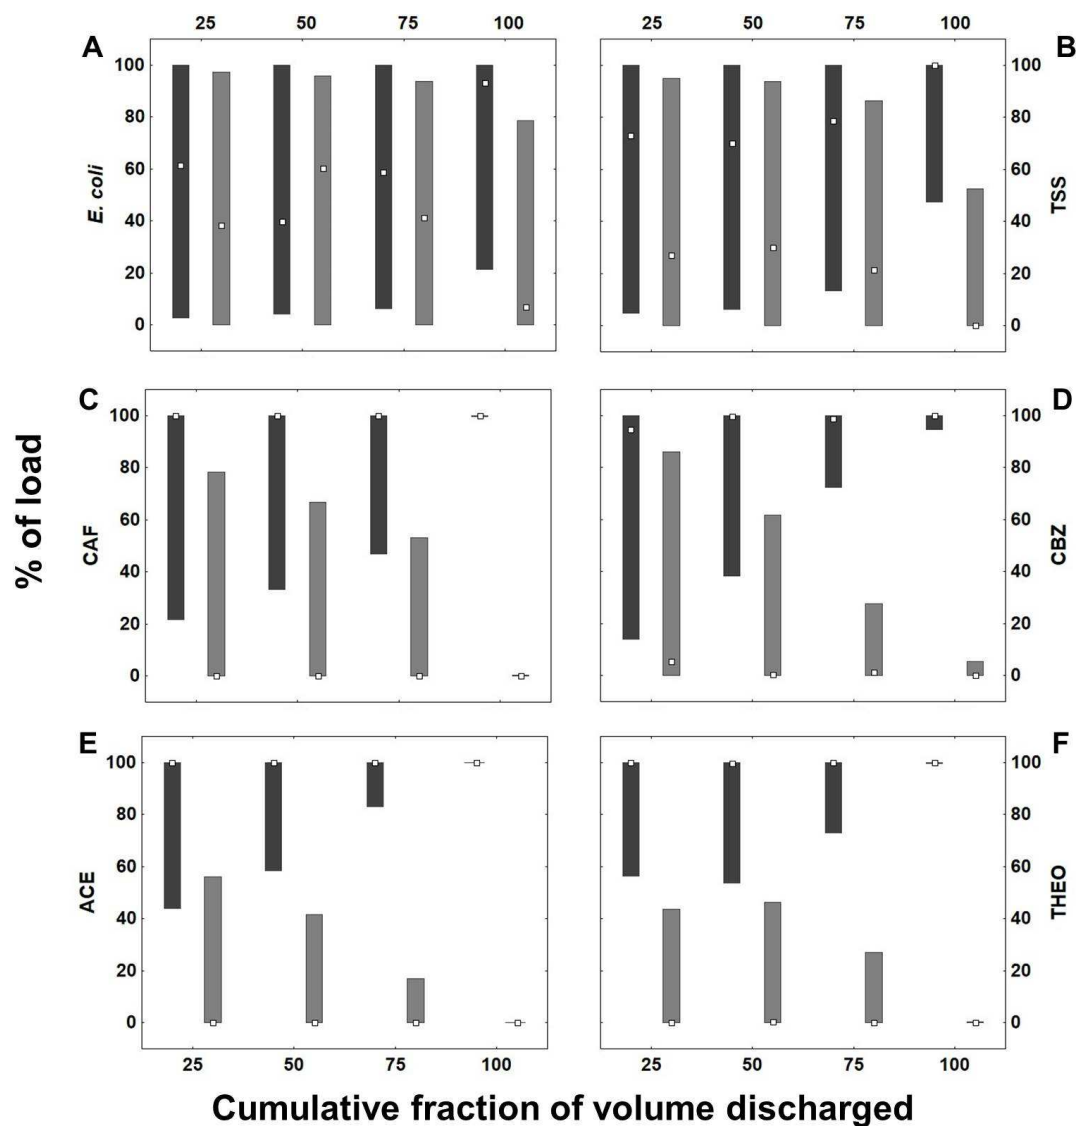 25 50 75 100 25 50 75 100
A B
100 100
80 80
60 60
40 40
20 20
0 0
E. coli
TSS
C D
100 100
80 80
60 60
40 40
20 20
0 0
CAF
CBZ
% of load
E F
100 100
80 80
60 60
40 40
20 20
0 0
ACE
THEO
25 50 75 100 25 50 75 100
Cumulative fraction of volume discharged